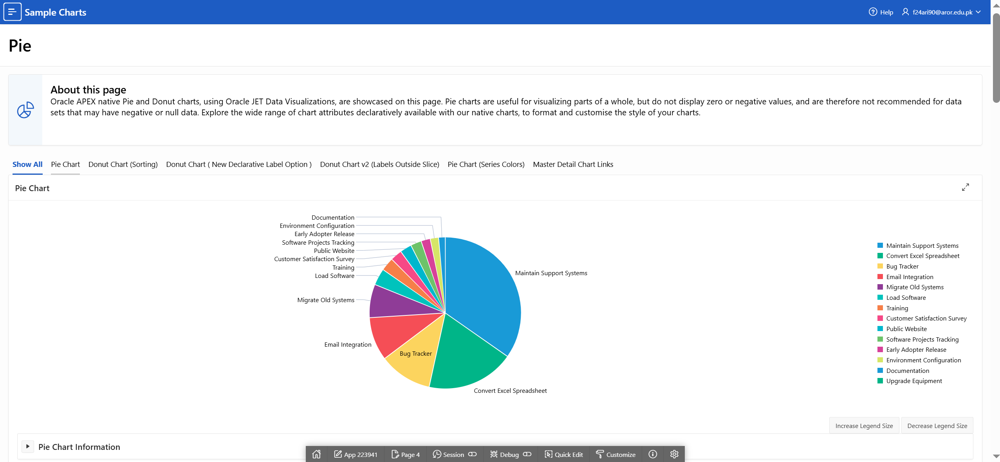 Sample Charts
Help
f24ari90@aror.edu.pk
Pie
About this page
Oracle APEX native Pie and Donut charts, using Oracle JET Data Visualizations, are showcased on this page. Pie charts are useful for visualizing parts of a whole, but do not display zero or negative values, and are therefore not recommended for data
sets that may have negative or null data. Explore the wide range of chart attributes declaratively available with our native charts, to format and customise the style of your charts.
Show All
Pie Chart
Donut Chart (Sorting)
Donut Chart ( New Declarative Label Option )
Donut Chart v2 (Labels Outside Slice)
Pie Chart (Series Colors)
Master Detail Chart Links
Pie Chart
Documentation
Environment Configuration
Early Adopter Release
Software Projects Tracking
Public Website
Customer Satisfaction Survey
Training
Load Software
Migrate Old Systems
Email Integration
Bug Tracker
Maintain Support Systems
Convert Excel Spreadsheet
Maintain Support Systems
Convert Excel Spreadsheet
Bug Tracker
Email Integration
Migrate Old Systems
Load Software
Training
Customer Satisfaction Survey
Public Website
Software Projects Tracking
Early Adopter Release
Environment Configuration
Documentation
Upgrade Equipment
Increase Legend Size
Decrease Legend Size
Pie Chart Information
App 223941
Page 4
Session
Debug
Quick Edit
Customize